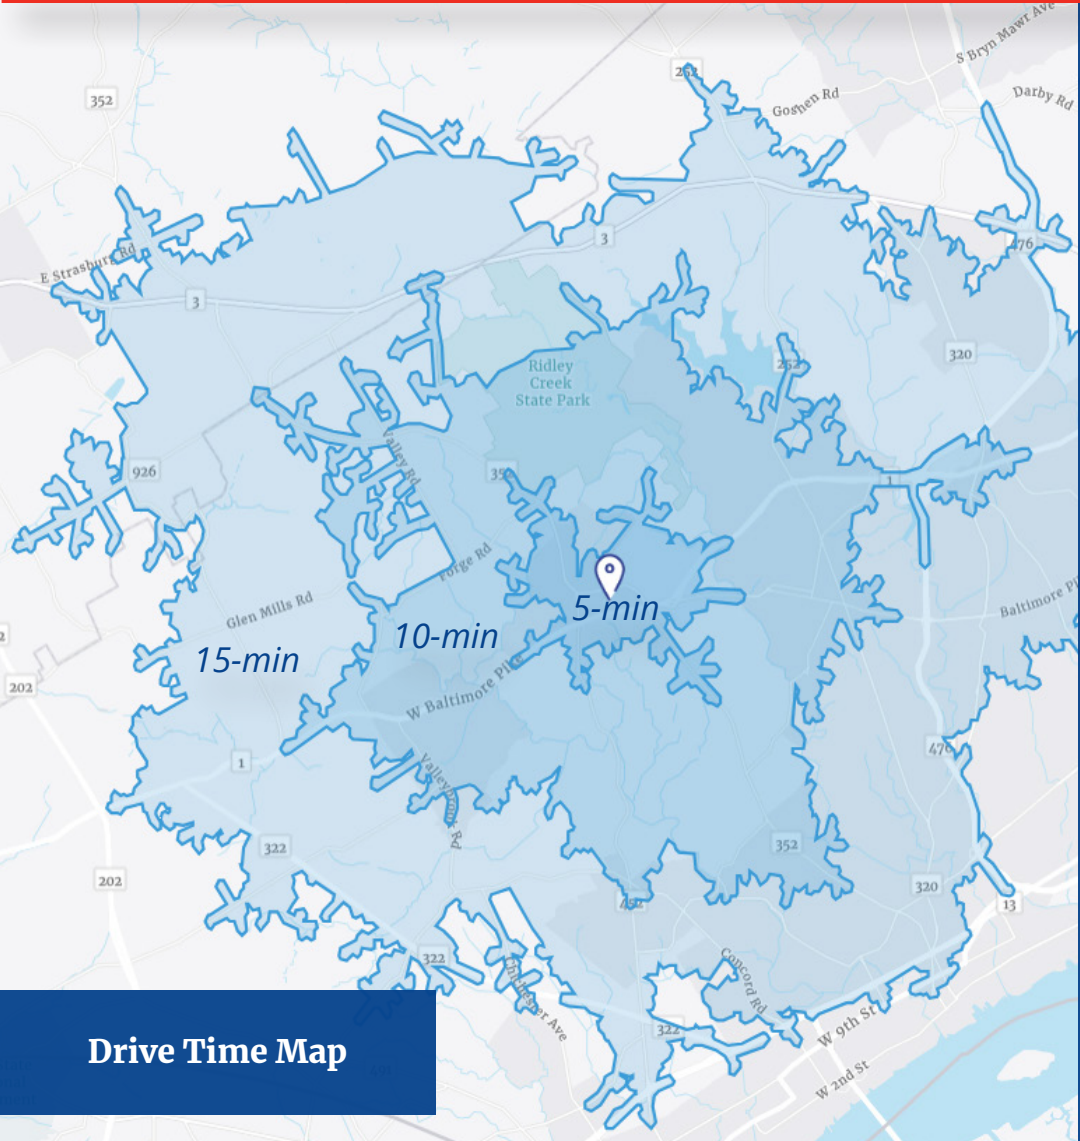 252
S Bryn Mawr Ave
352
Goshen Rd
Darby Rd
3
476
E Strasburg Rd
3
320
252
Ridley
Creek
State Park
Valley Rd
926
352
1
Forge Rd
5-min
Glen Mills Rd
Baltimore Pi
10-min
15-min
202
W Baltimore Pike
476
1
Valleybrook Rd
352
322
202
320
452
13
322
Concord Rd
Chichester Ave
322
W 9th St
W 2nd St
Drive Time Map